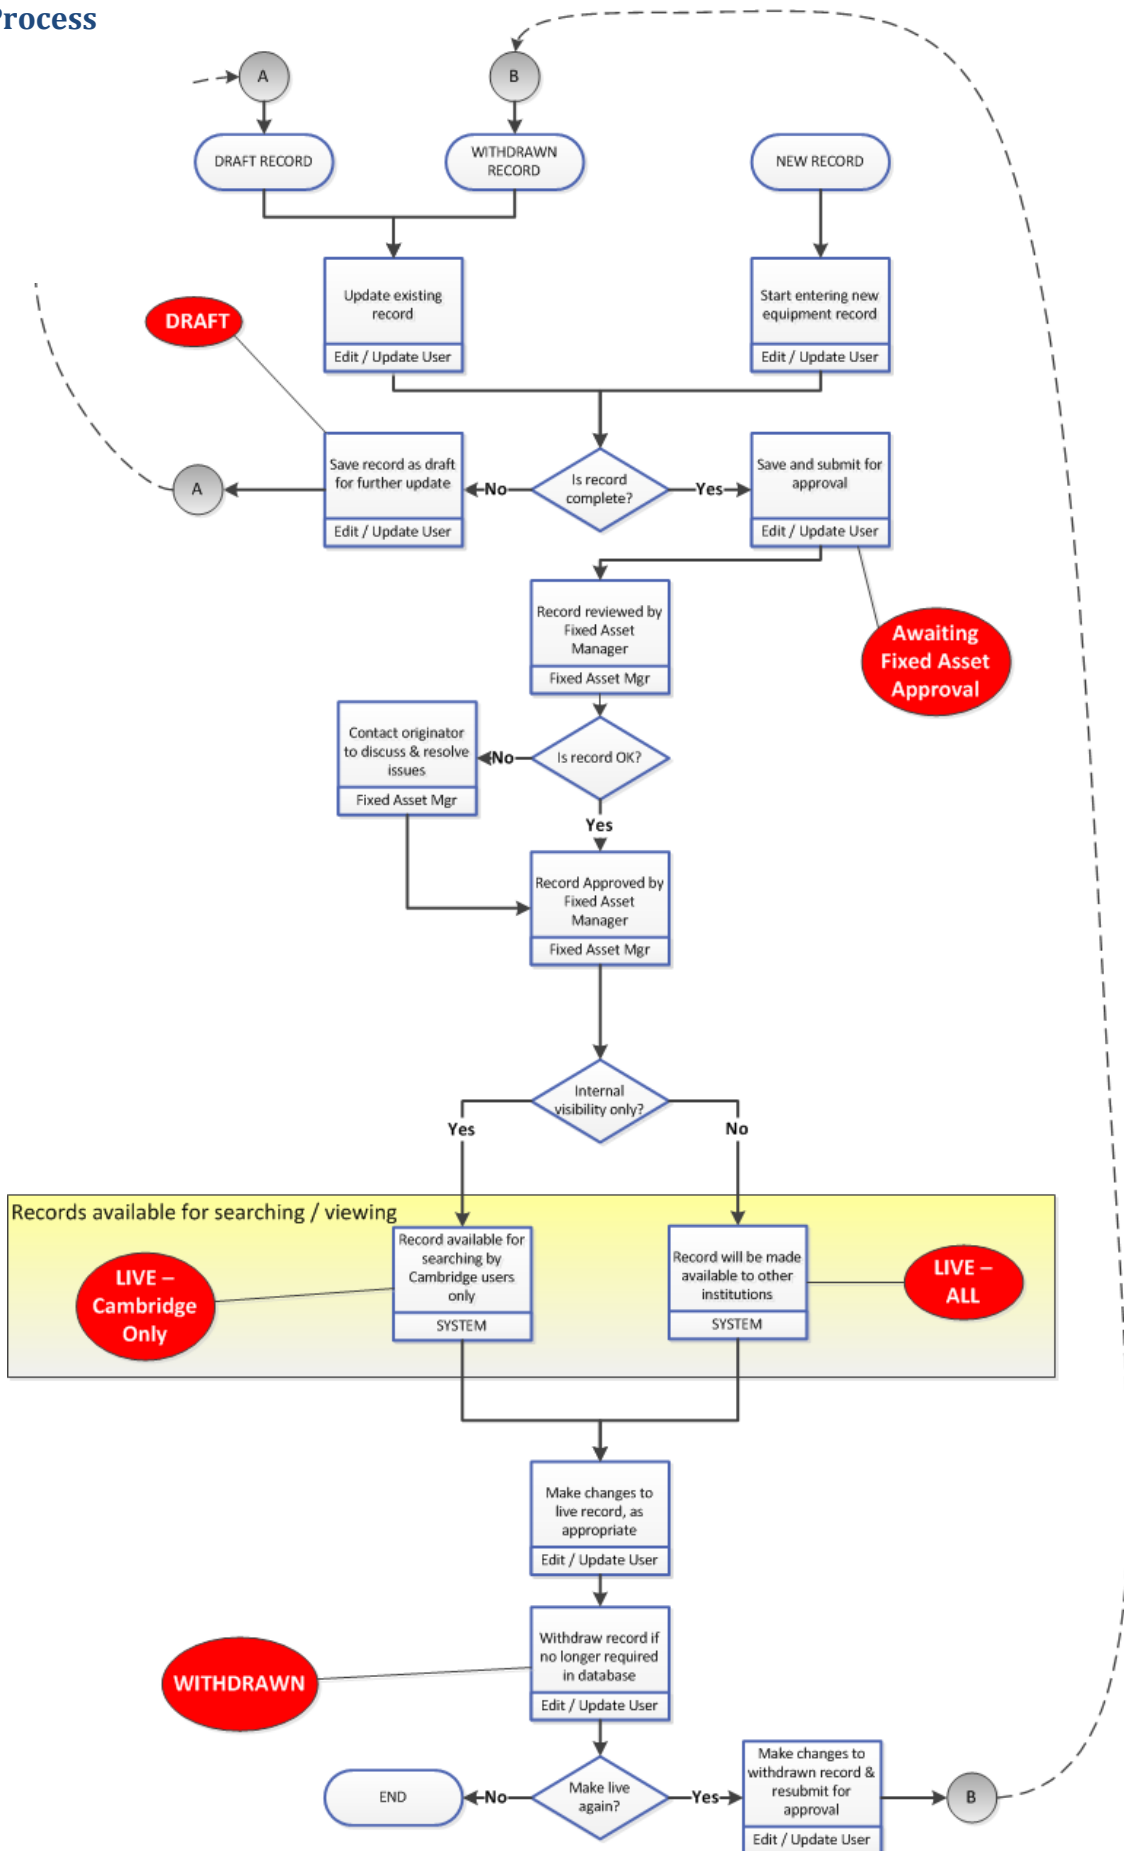 Process
A
B
DRAFT RECORD
WITHDRAWN
RECORD
NEW RECORD
Update existing
record
Edit / Update User
Start entering new
equipment record
Edit / Update User
DRAFT
Save record as draft
for further update
Edit / Update User
A
No
Is record
complete?
Yes
Save and submit for
approval
Edit / Update User
Record reviewed by
Fixed Asset
Manager
Fixed Asset Mgr
Awaiting
Fixed Asset
Approval
Contact originator
to discuss & resolve
issues
Fixed Asset Mgr
No
Is record OK?
Yes
Record Approved by
Fixed Asset
Manager
Fixed Asset Mgr
Internal
visibility only?
Yes
No
Records available for searching / viewing
LIVE –
Cambridge
Only
Record available for
searching by
Cambridge users
only
SYSTEM
Record will be made
available to other
institutions
SYSTEM
LIVE –
ALL
Make changes to
live record, as
appropriate
Edit / Update User
WITHDRAWN
Withdraw record if
no longer required
in database
Edit / Update User
END
No
Make live
again?
Yes
Make changes to
withdrawn record &
resubmit for
approval
Edit / Update User
B